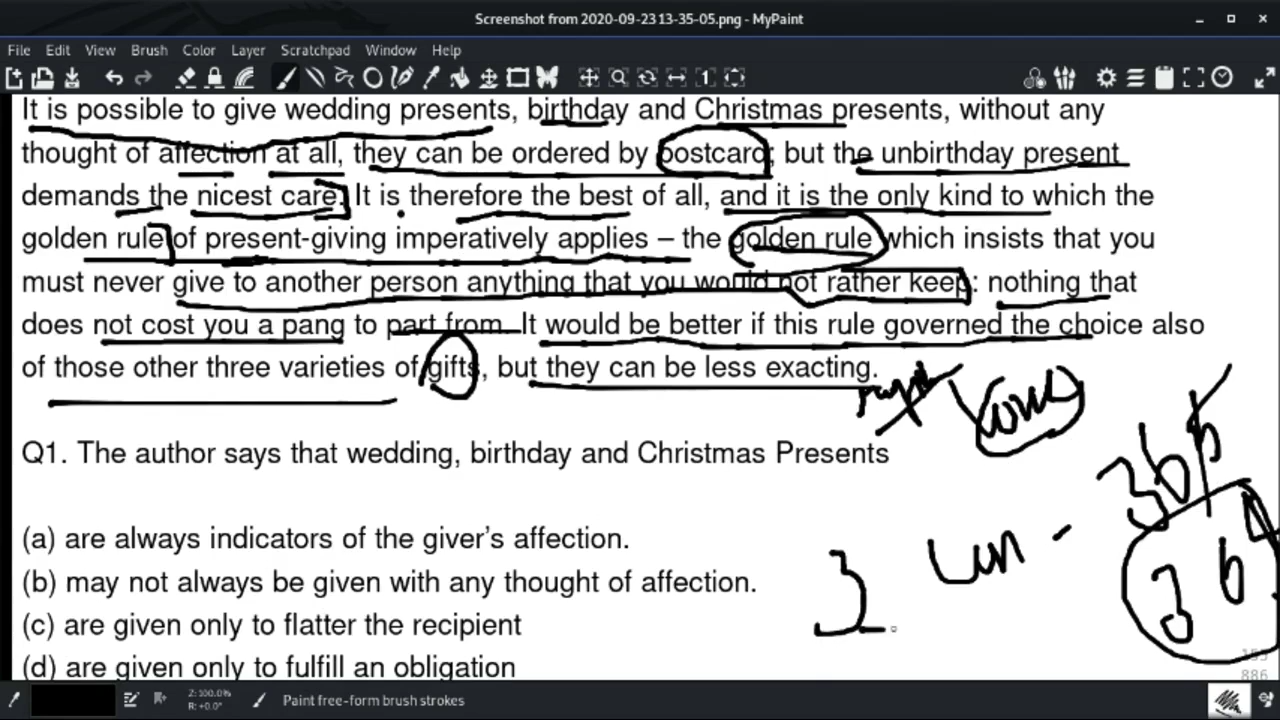 Screenshot from 2020-09-23 13-35-05.png - MyPaint
File Edit View Brush Color Layer Scratchpad Window Help
It is possible to give wedding presents, birthday and Christmas presents, without any
thought of affection at all, they can be ordered by postcard; but the unbirthday present
demands the nicest care. It is therefore the best of all, and it is the only kind to which the
golden rule of present-giving imperatively applies – the golden rule which insists that you
must never give to another person anything that you would not rather keep: nothing that
does not cost you a pang to part from. It would be better if this rule governed the choice also
of those other three varieties of gifts, but they can be less exacting.
Q1. The author says that wedding, birthday and Christmas Presents
365
un -
364
3
(a) are always indicators of the giver’s affection.
(b) may not always be given with any thought of affection.
(c) are given only to flatter the recipient
(d) are given only to fulfill an obligation
155
886
Z: 100.0%
R: +0.0°
Paint free-form brush strokes